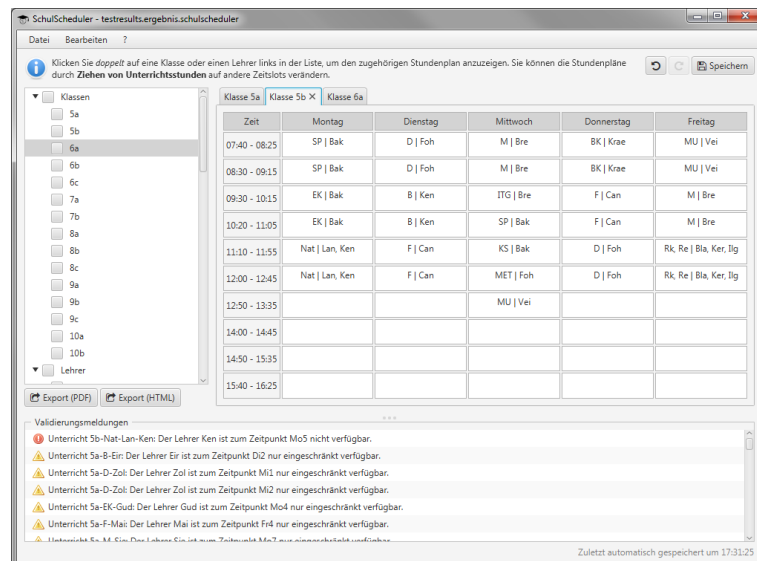 SchulScheduler - testresults.ergebnis.schulscheduler
Datei Bearbeiten ?
Klicken Sie doppelt auf eine Klasse oder einen Lehrer links in der Liste, um den zugehörigen Stundenplan anzuzeigen. Sie können die Stundenpläne
durch Ziehen von Unterrichtsstunden auf andere Zeitslots verändern.
Speichern
Klassen
5a
5b
6a
6b
6c
7a
7b
8a
8b
8c
9a
9b
9c
10a
10b
Lehrer
Export (PDF) Export (HTML)
Klasse 5a Klasse 5b Klasse 6a
Zeit Montag Dienstag Mittwoch Donnerstag Freitag
07:40 - 08:25 SP | Bak D | Foh M | Bre BK | Krae MU | Vei
08:30 - 09:15 SP | Bak D | Foh M | Bre BK | Krae MU | Vei
09:30 - 10:15 EK | Bak B | Ken ITG | Bre F | Can M | Bre
10:20 - 11:05 EK | Bak B | Ken SP | Bak F | Can M | Bre
11:10 - 11:55 Nat | Lan, Ken F | Can KS | Bak D | Foh Rk, Re | Bla, Ker, Ilg
12:00 - 12:45 Nat | Lan, Ken F | Can MET | Foh D | Foh Rk, Re | Bla, Ker, Ilg
12:50 - 13:35 MU | Vei
14:00 - 14:45
14:50 - 15:35
15:40 - 16:25
Validierungsmeldungen
Unterricht 5b-Nat-Lan-Ken: Der Lehrer Ken ist zum Zeitpunkt Mo5 nicht verfügbar.
Unterricht 5a-B-Eir: Der Lehrer Eir ist zum Zeitpunkt Di2 nur eingeschränkt verfügbar.
Unterricht 5a-D-Zol: Der Lehrer Zol ist zum Zeitpunkt Mi1 nur eingeschränkt verfügbar.
Unterricht 5a-D-Zol: Der Lehrer Zol ist zum Zeitpunkt Mi2 nur eingeschränkt verfügbar.
Unterricht 5a-EK-Gud: Der Lehrer Gud ist zum Zeitpunkt Mo4 nur eingeschränkt verfügbar.
Unterricht 5a-F-Mai: Der Lehrer Mai ist zum Zeitpunkt Fr4 nur eingeschränkt verfügbar.
Unterricht 5a-M-Sie: Der Lehrer Sie ist zum Zeitpunkt Mo7 nur eingeschränkt verfügbar.
Zuletzt automatisch gespeichert um 17:31:25